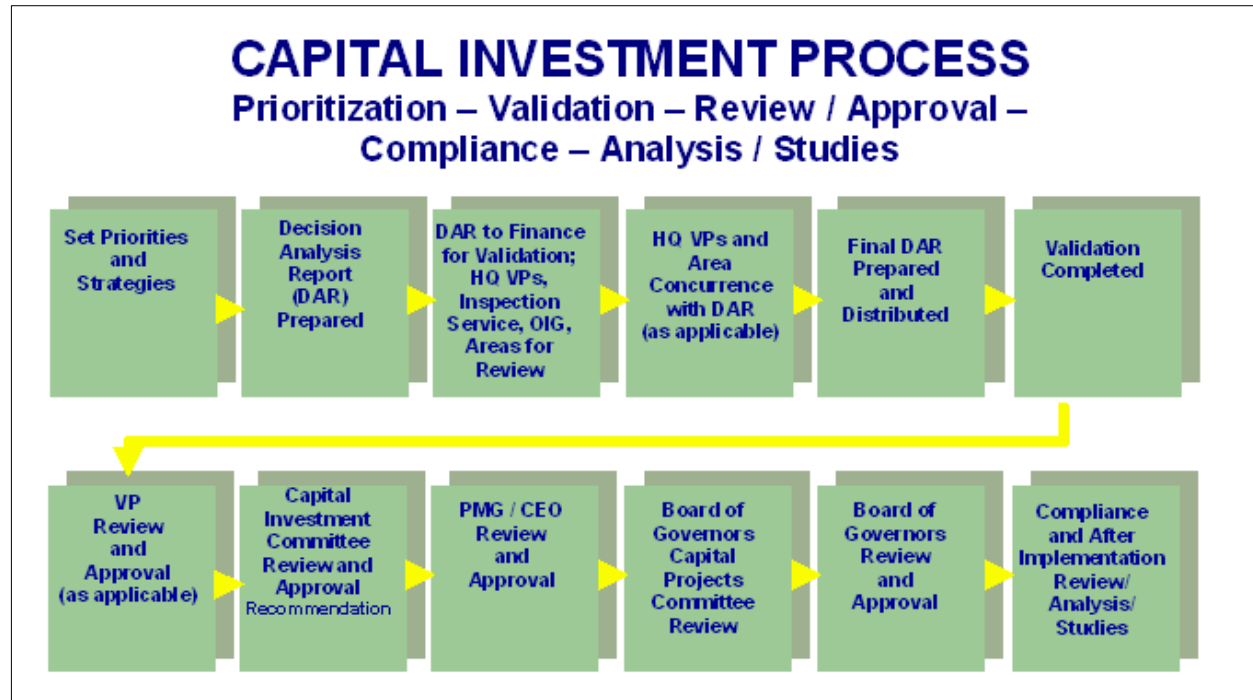 CAPITAL INVESTMENT PROCESS
Prioritization – Validation – Review / Approval –
Compliance – Analysis / Studies
Set Priorities
and
Strategies
Decision
Analysis
Report
(DAR)
Prepared
DAR to Finance
for Validation;
HQ VPs,
Inspection
Service, OIG,
Areas for
Review
HQ VPs and
Area
Concurrence
with DAR
(as applicable)
Final DAR
Prepared
and
Distributed
Validation
Completed
VP
Review
and
Approval
(as applicable)
Capital
Investment
Committee
Review and
Approval
Recommendation
PMG / CEO
Review
and
Approval
Board of
Governors
Capital
Projects
Committee
Review
Board of
Governors
Review
and
Approval
Compliance
and After
Implementation
Review/
Analysis/
Studies